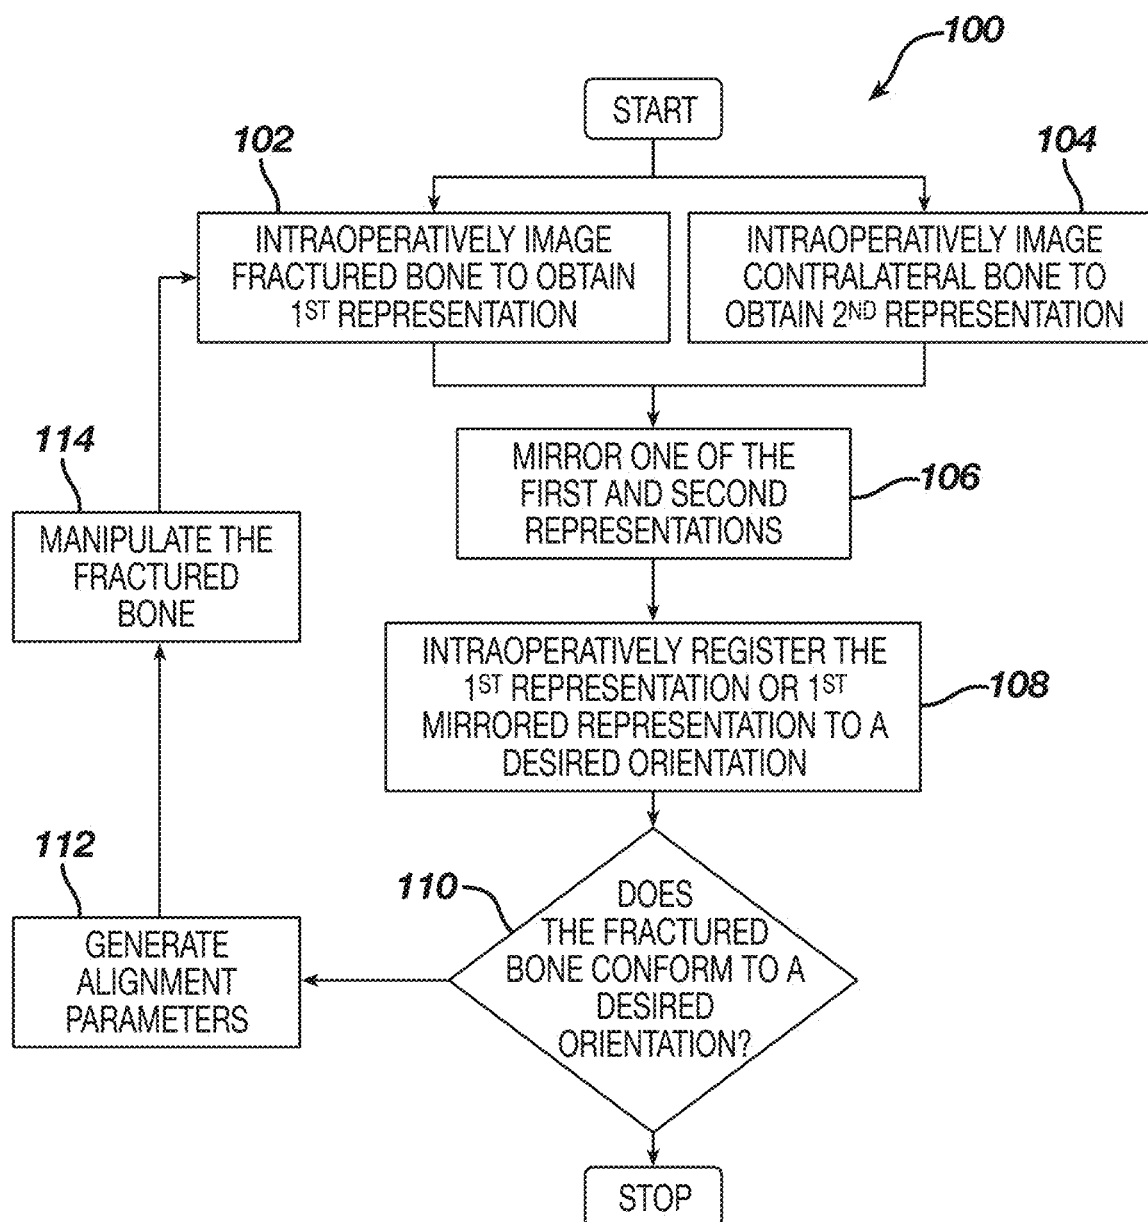 100
START
102
104
INTRAOPERATIVELY IMAGE
FRACTURED BONE TO OBTAIN
1ST REPRESENTATION
INTRAOPERATIVELY IMAGE
CONTRALATERAL BONE TO
OBTAIN 2ND REPRESENTATION
114
MANIPULATE THE
FRACTURED
BONE
MIRROR ONE OF THE
FIRST AND SECOND
REPRESENTATIONS
106
INTRAOPERATIVELY REGISTER THE
1ST REPRESENTATION OR 1ST
MIRRORED REPRESENTATION TO A
DESIRED ORIENTATION
108
112
GENERATE
ALIGNMENT
PARAMETERS
110
DOES
THE FRACTURED
BONE CONFORM TO A
DESIRED
ORIENTATION?
STOP